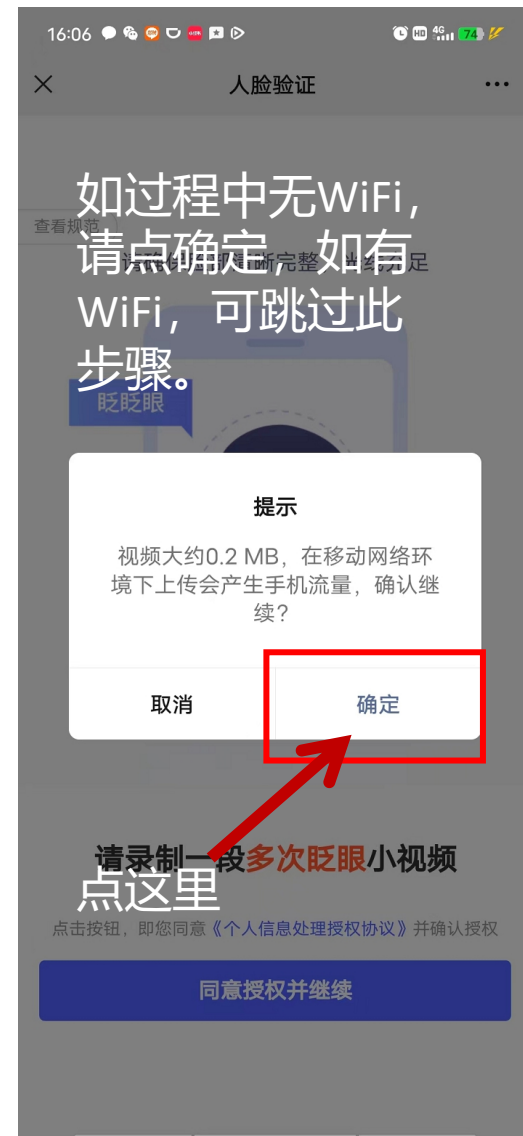 16:06
4G
HD
74
人脸验证
如过程中无WiFi，
查看规范
请点确定，如有
WiFi，可跳过此
步骤。
眨眨眼
提示
视频大约0.2 MB，在移动网络环
境下上传会产生手机流量，确认继
续？
取消
确定
请录制一段多次眨眼小视频
点这里
点击按钮，即您同意《个人信息处理授权协议》并确认授权
同意授权并继续